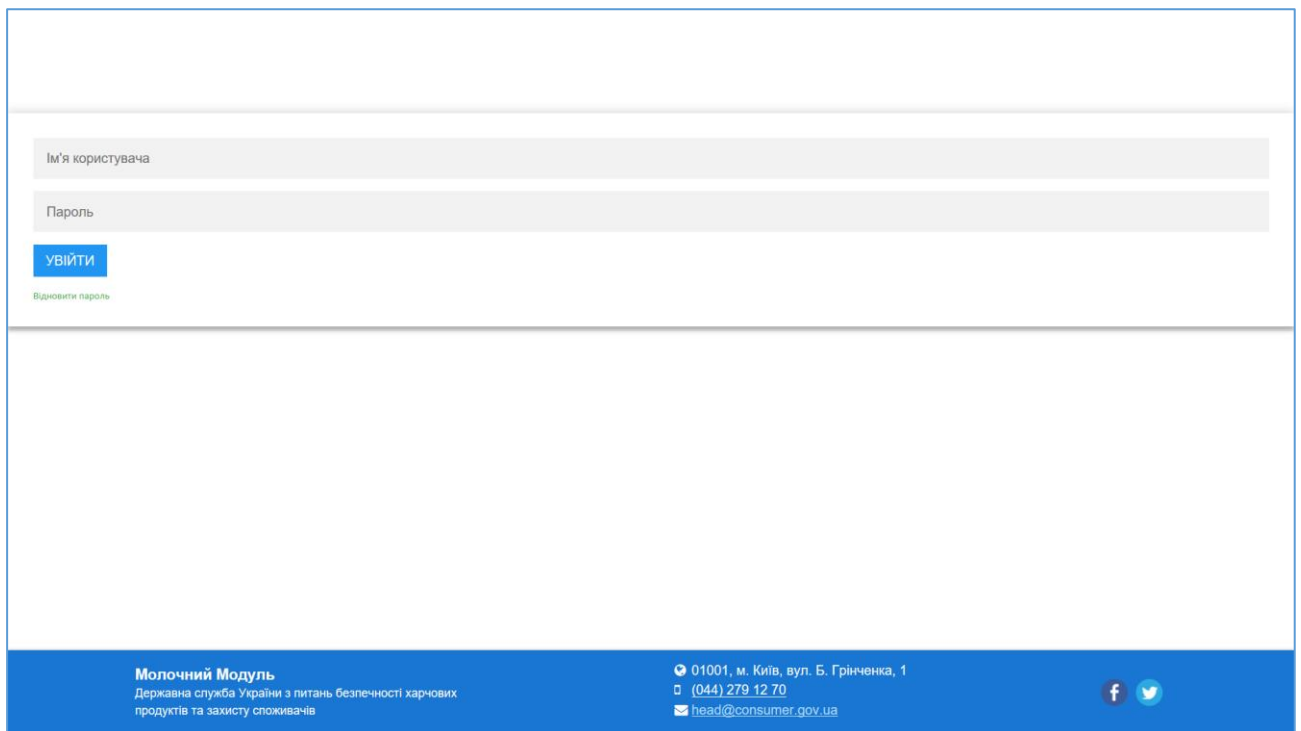 Ім'я користувача
Пароль
УВІЙТИ
Відновити пароль
Молочний Модуль
Державна служба України з питань безпечності харчових
продуктів та захисту споживачів
01001, м. Київ, вул. Б. Грінченка, 1
(044) 279 12 70
head@consumer.gov.ua